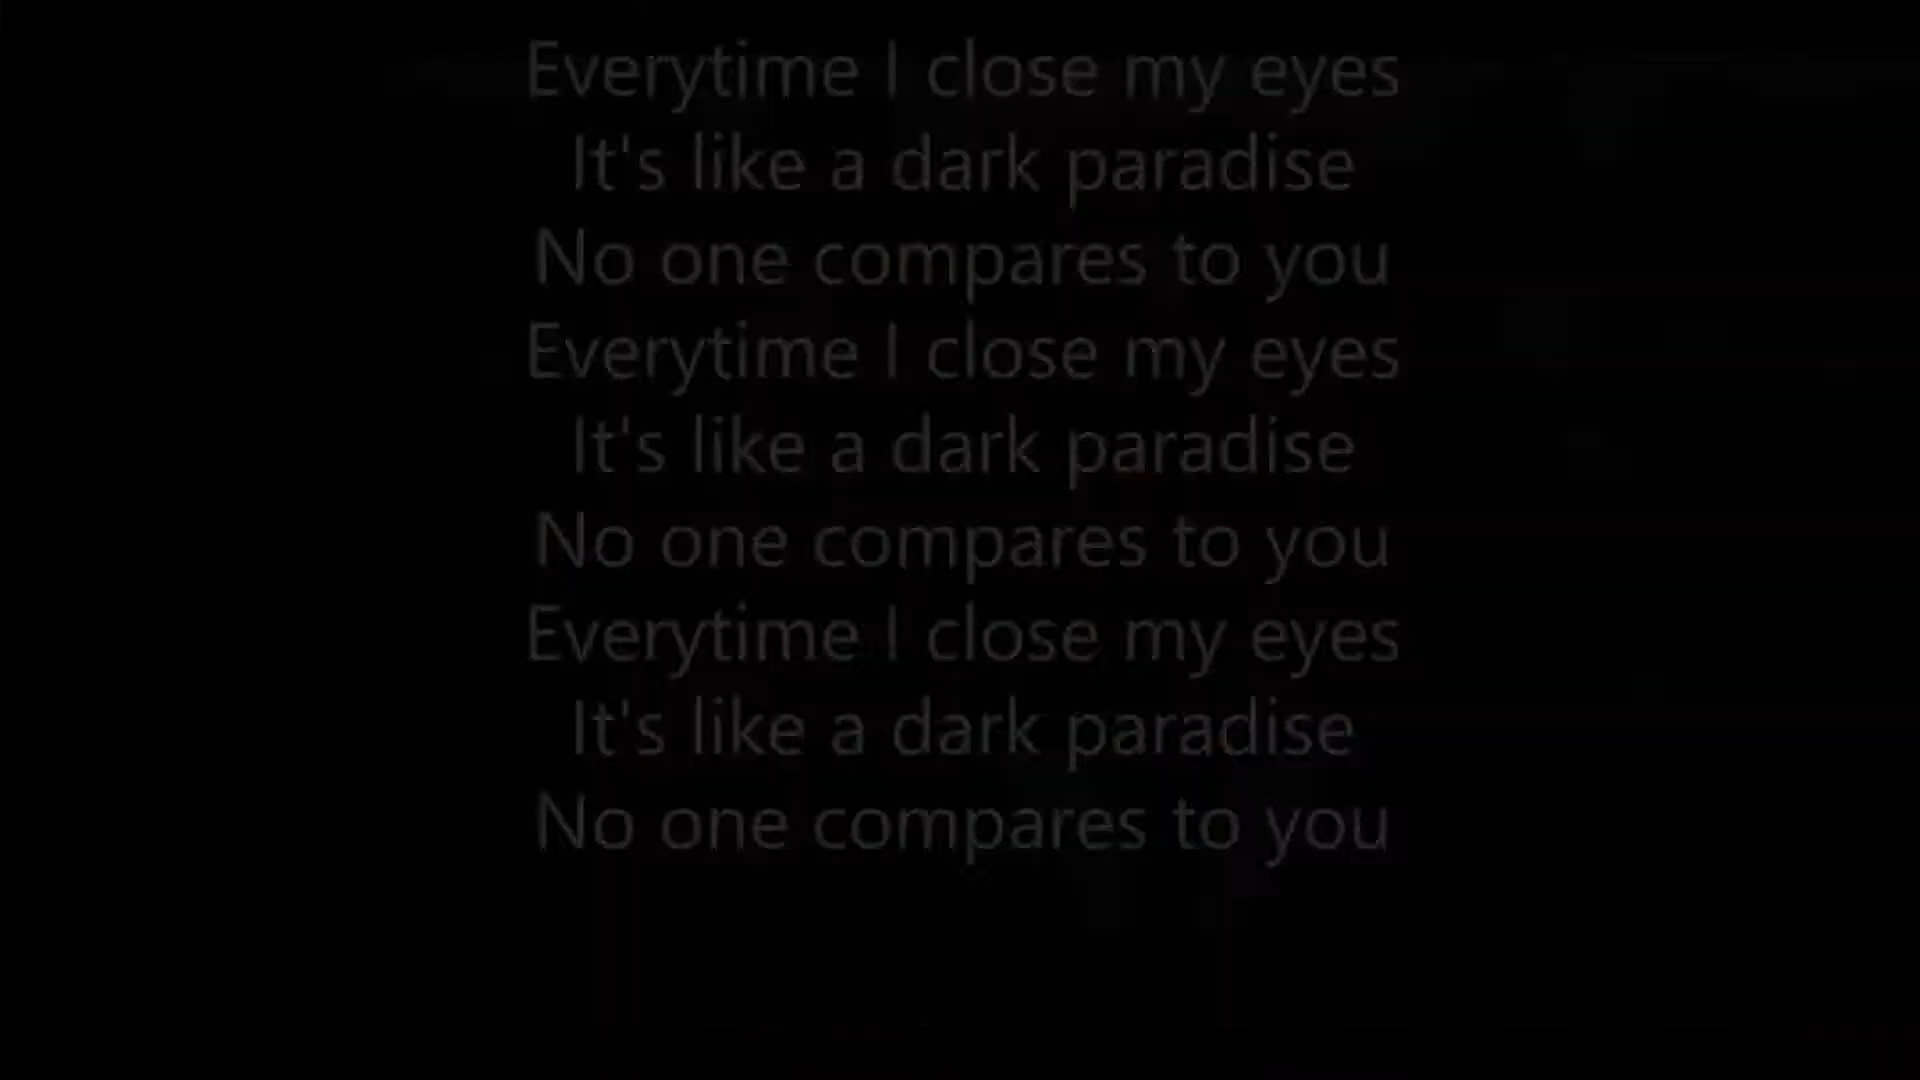 Everytime I close my eyes
It's like a dark paradise
No one compares to you
Everytime I close my eyes
It's like a dark paradise
No one compares to you
Everytime I close my eyes
It's like a dark paradise
No one compares to you